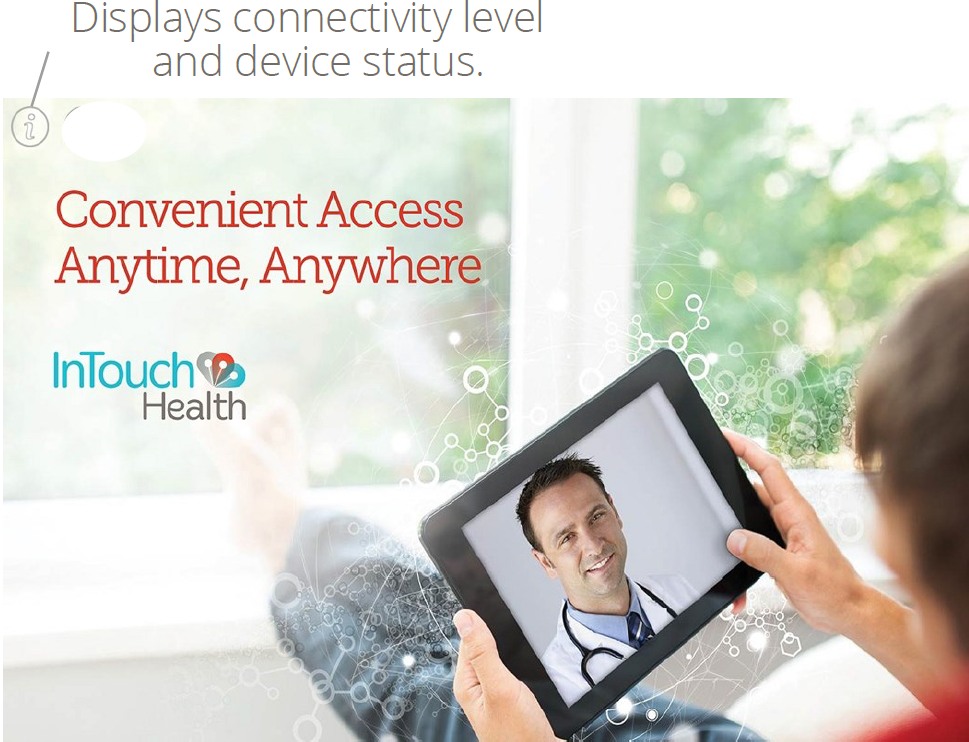 Displays connectivity level
and device status.
i
Convenient Access
Anytime, Anywhere
InTouch
Health